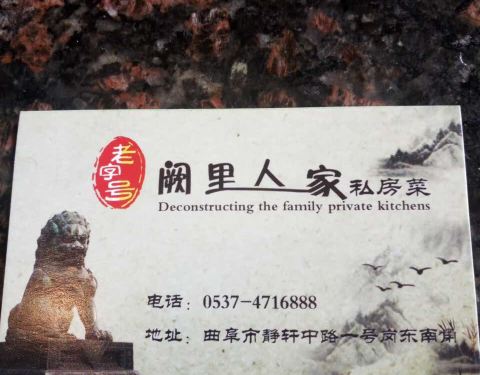 老字号
阙里人家私房菜
Deconstructing the family private kitchens
电话：0537-4716888
地址：曲阜市静轩中路一号岗东南角